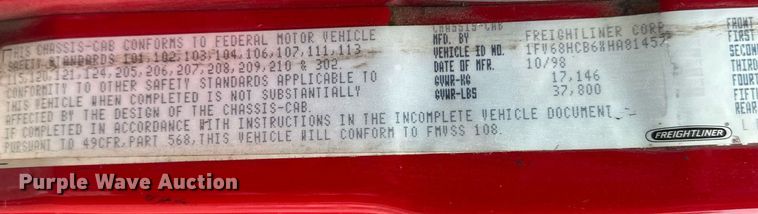 THIS CHASSIS-CAB CONFORMS TO FEDERAL MOTOR VEHICLE
SAFETY STANDARDS 101,102,103,104,106,107,111,113
115,120,121,124,205,206,207,208,209,210 & 302.
CONFORMITY TO OTHER SAFETY STANDARDS APPLICABLE TO
THIS VEHICLE WHEN COMPLETED IS NOT SUBSTANTIALLY
AFFECTED BY THE DESIGN OF THE CHASSIS-CAB.
IF COMPLETED IN ACCORDANCE WITH INSTRUCTIONS IN THE INCOMPLETE VEHICLE DOCUMENT
PURSUANT TO 49CFR,PART 568,THIS VEHICLE WILL CONFORM TO FMVSS 108.
CHASSIS-CAB
MFD. BY FREIGHTLINER CORP
VEHICLE ID NO. 1FV6HHCB6XHA81457
DATE OF MFR. 10/98
GVWR-KG 17,146
GVWR-LBS 37,800
FRONT
FIRST
SECON
THIRD
FOURT
FIFTH
REAR
FREIGHTLINER
Purple Wave Auction